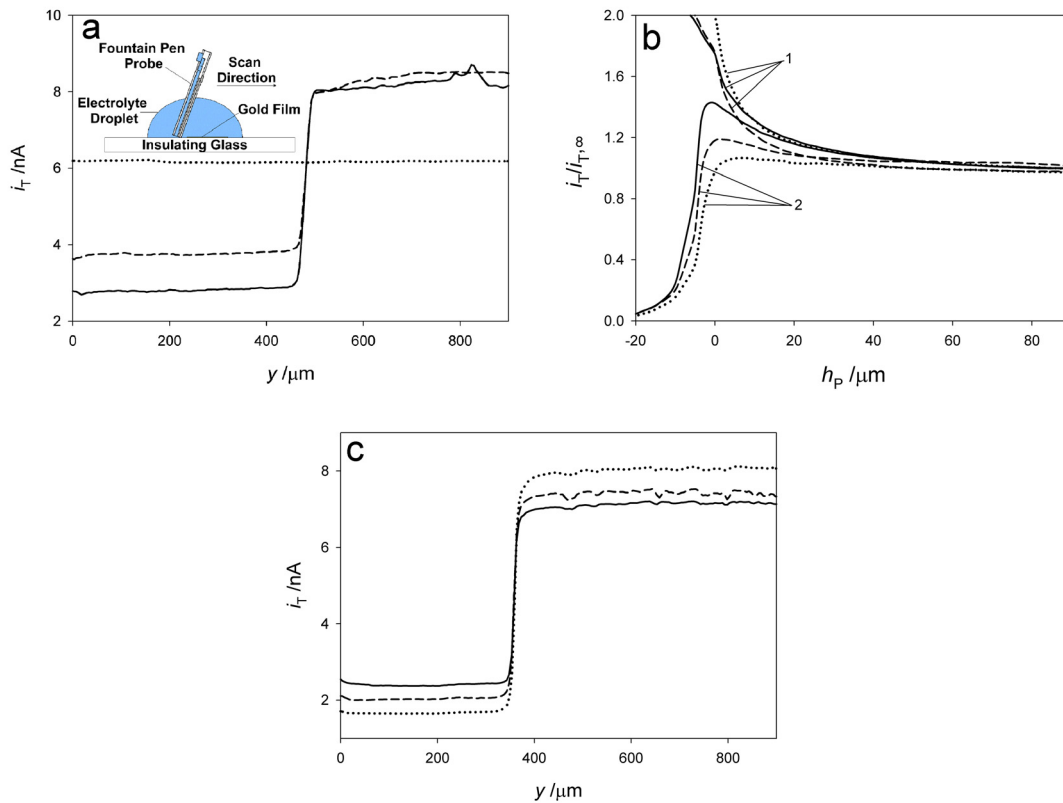 a
10
8
6
4
2
i_T /nA
Fountain Pen
Probe
Scan
Direction
Electrolyte
Droplet
Gold Film
Insulating Glass
0 200 400 600 800
y /μm
b
2.0
1.6
1.2
0.8
0.4
0.0
i_T/i_T,∞
1
2
-20 0 20 40 60 80
h_P /μm
c
8
6
4
2
i_T /nA
0 200 400 600 800
y /μm